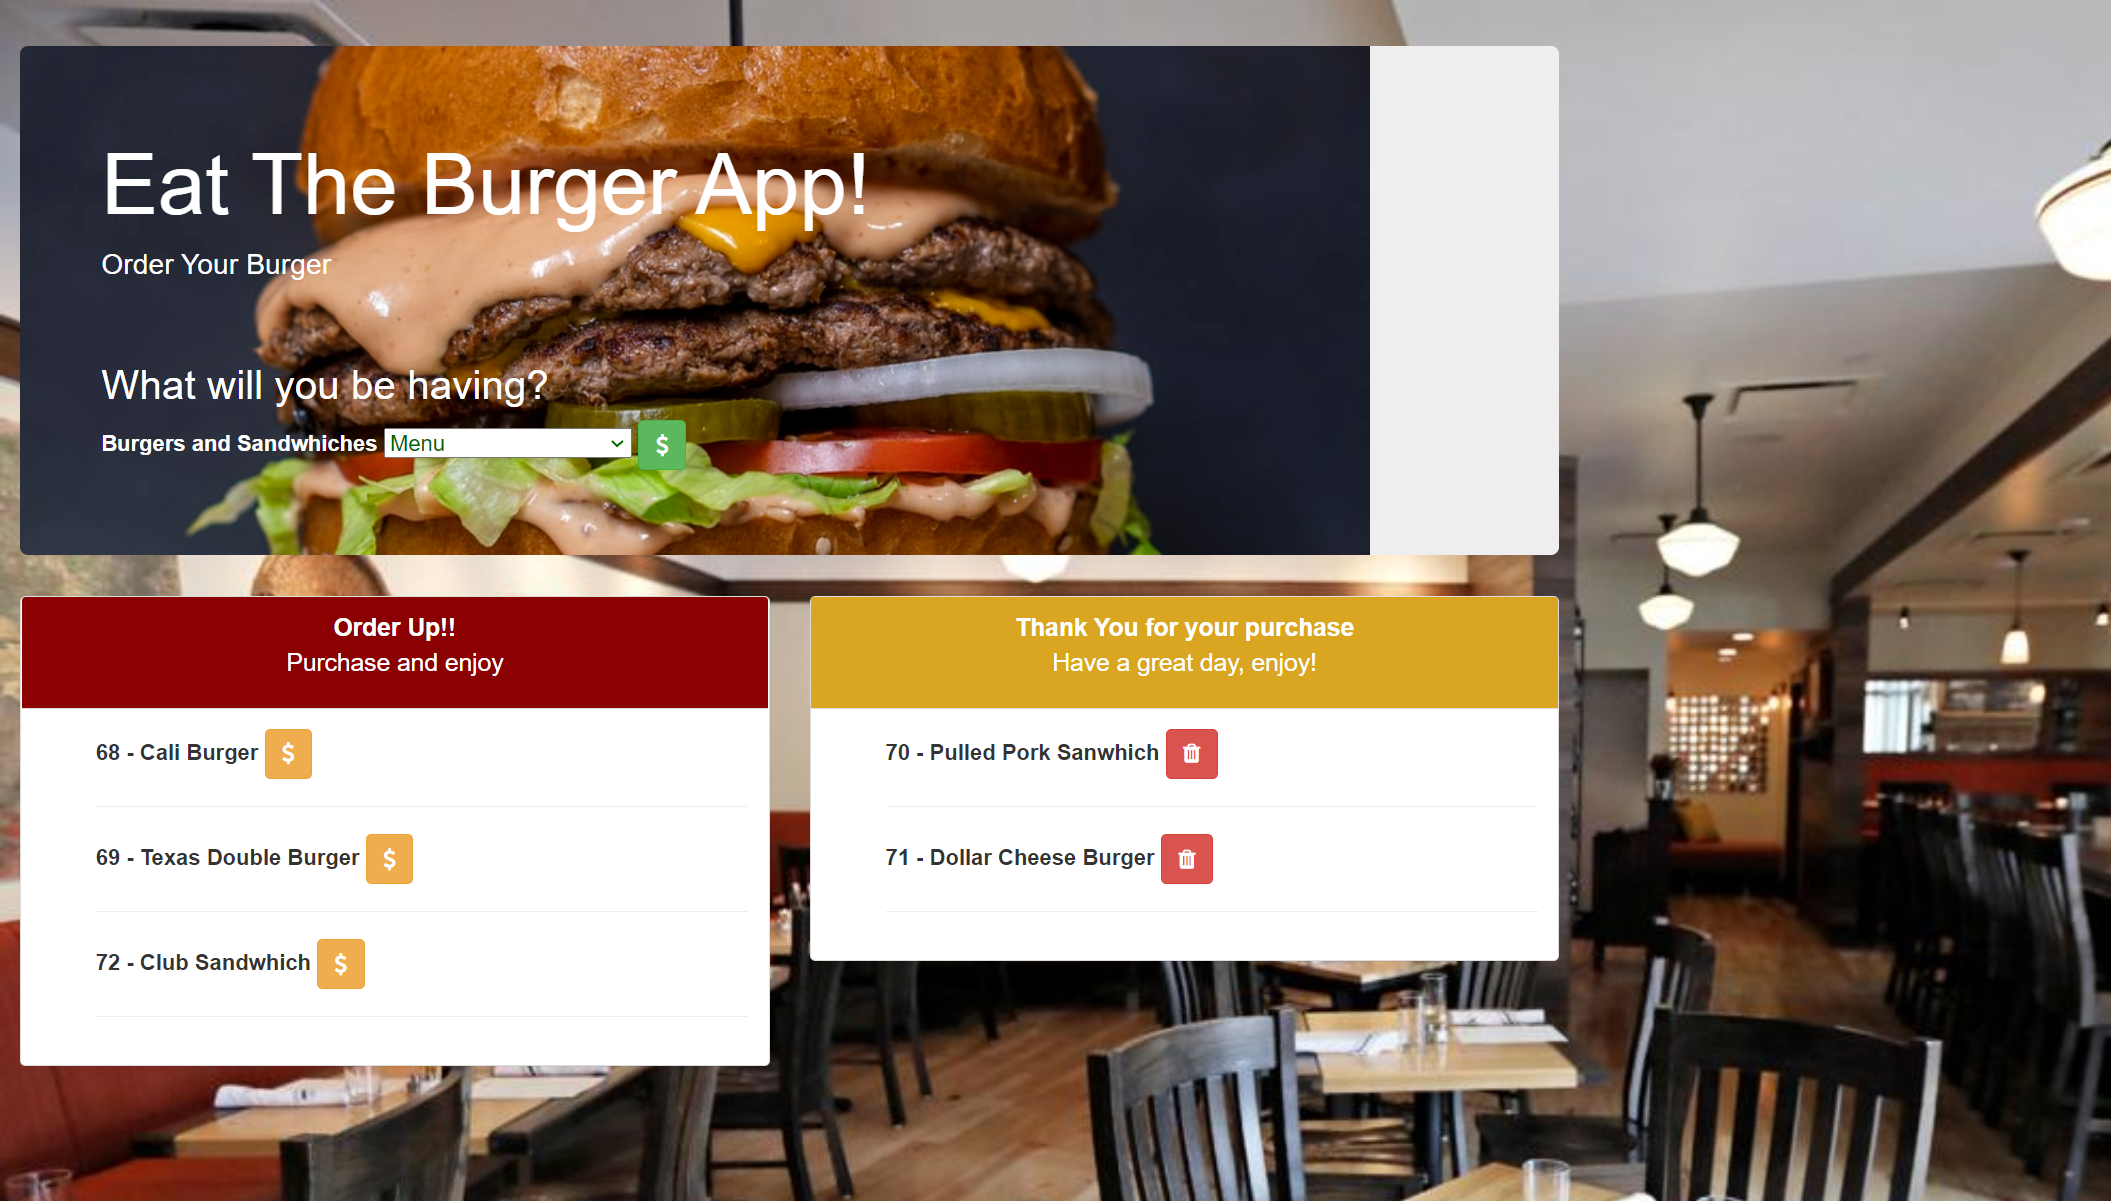 Eat The Burger App!
Order Your Burger
What will you be having?
Burgers and Sandwhiches Menu $
Order Up!!
Purchase and enjoy
68 - Cali Burger $
69 - Texas Double Burger $
72 - Club Sandwhich $
Thank You for your purchase
Have a great day, enjoy!
70 - Pulled Pork Sanwhich
71 - Dollar Cheese Burger